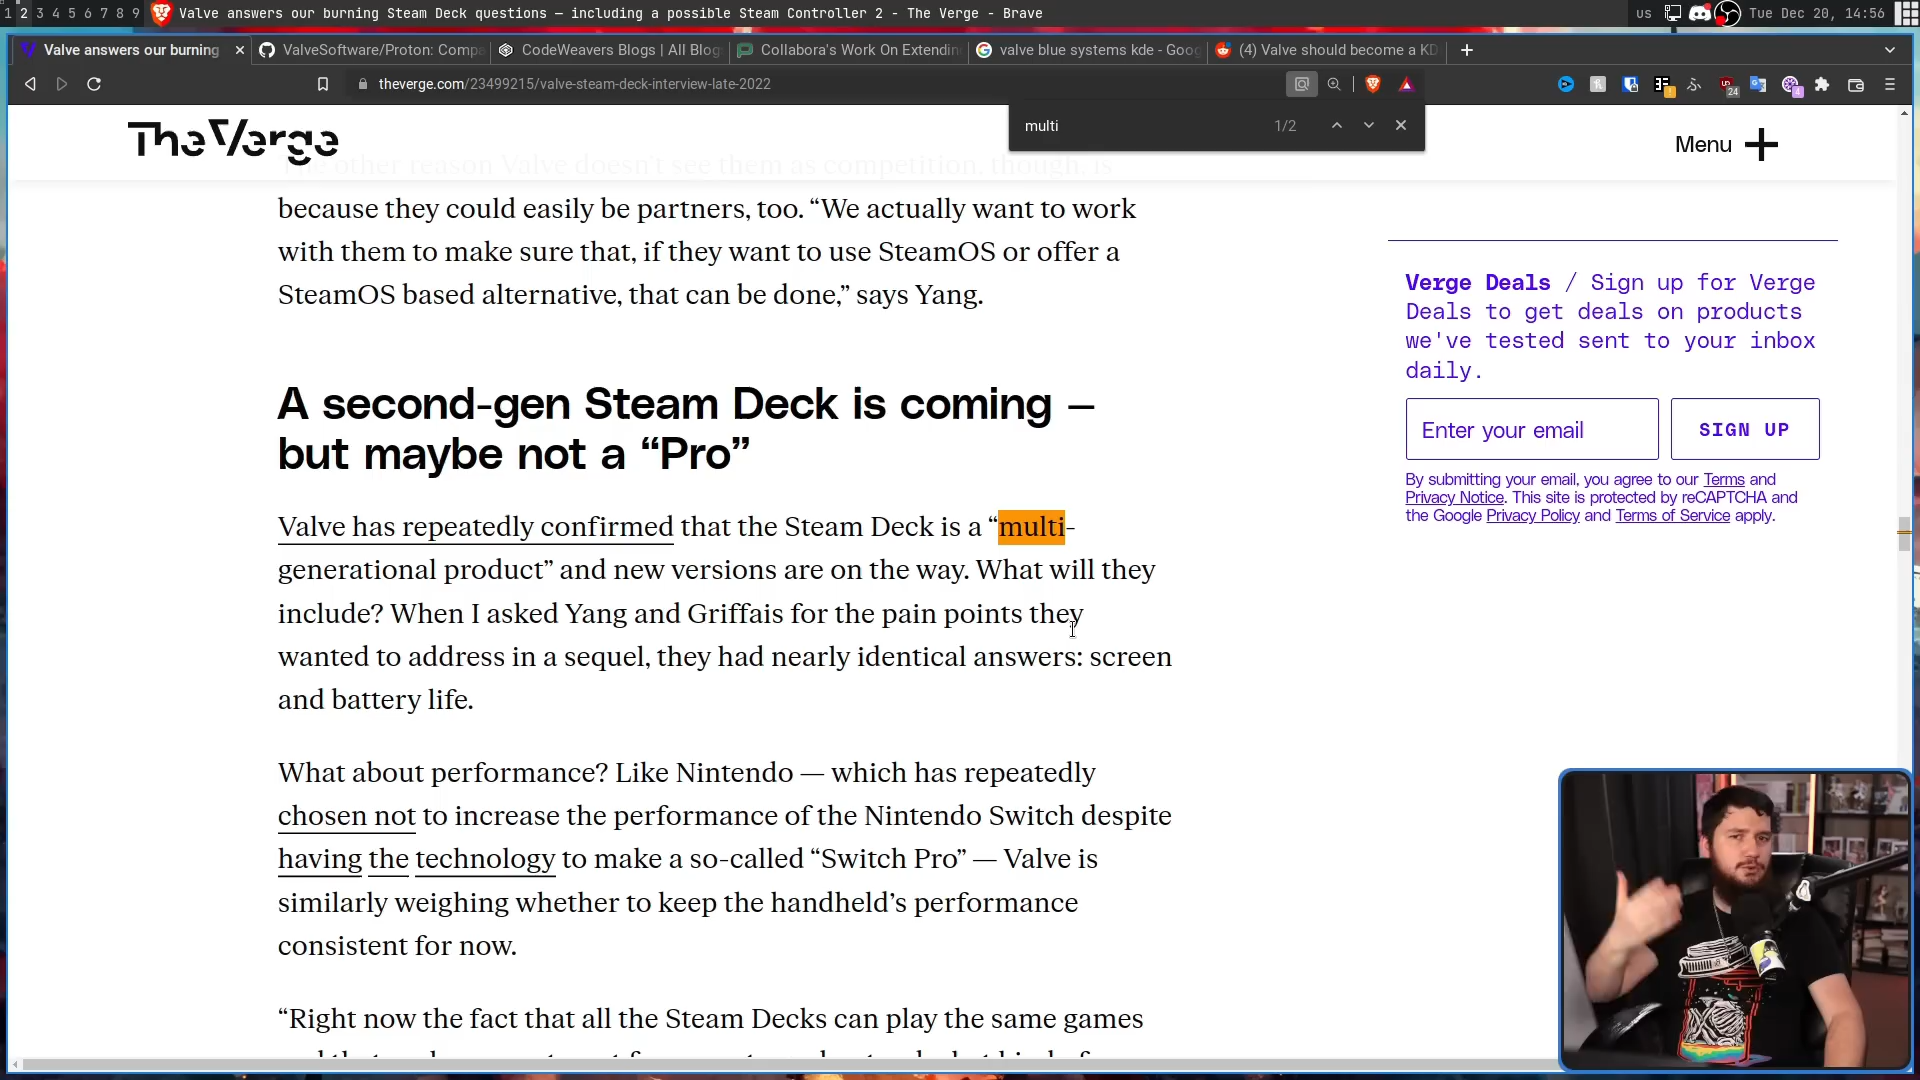 1 2 3 4 5 6 7 8 9 Valve answers our burning Steam Deck questions — including a possible Steam Controller 2 - The Verge - Brave
us Tue Dec 20, 14:56
Valve answers our burning
ValveSoftware/Proton: Compa
CodeWeavers Blogs | All Blog
Collabora's Work On Extendin
valve blue systems kde - Goog
(4) Valve should become a KD
theverge.com/23499215/valve-steam-deck-interview-late-2022
24
4
multi 1/2
The Verge
Menu
The other reason Valve doesn't see them as competition, though, is
because they could easily be partners, too. “We actually want to work
with them to make sure that, if they want to use SteamOS or offer a
SteamOS based alternative, that can be done,” says Yang.
A second-gen Steam Deck is coming —
but maybe not a “Pro”
Valve has repeatedly confirmed that the Steam Deck is a “multi-
generational product” and new versions are on the way. What will they
include? When I asked Yang and Griffais for the pain points they
wanted to address in a sequel, they had nearly identical answers: screen
and battery life.
What about performance? Like Nintendo — which has repeatedly
chosen not to increase the performance of the Nintendo Switch despite
having the technology to make a so-called “Switch Pro” — Valve is
similarly weighing whether to keep the handheld’s performance
consistent for now.
“Right now the fact that all the Steam Decks can play the same games
Verge Deals / Sign up for Verge
Deals to get deals on products
we've tested sent to your inbox
daily.
Enter your email
SIGN UP
By submitting your email, you agree to our Terms and
Privacy Notice. This site is protected by reCAPTCHA and
the Google Privacy Policy and Terms of Service apply.